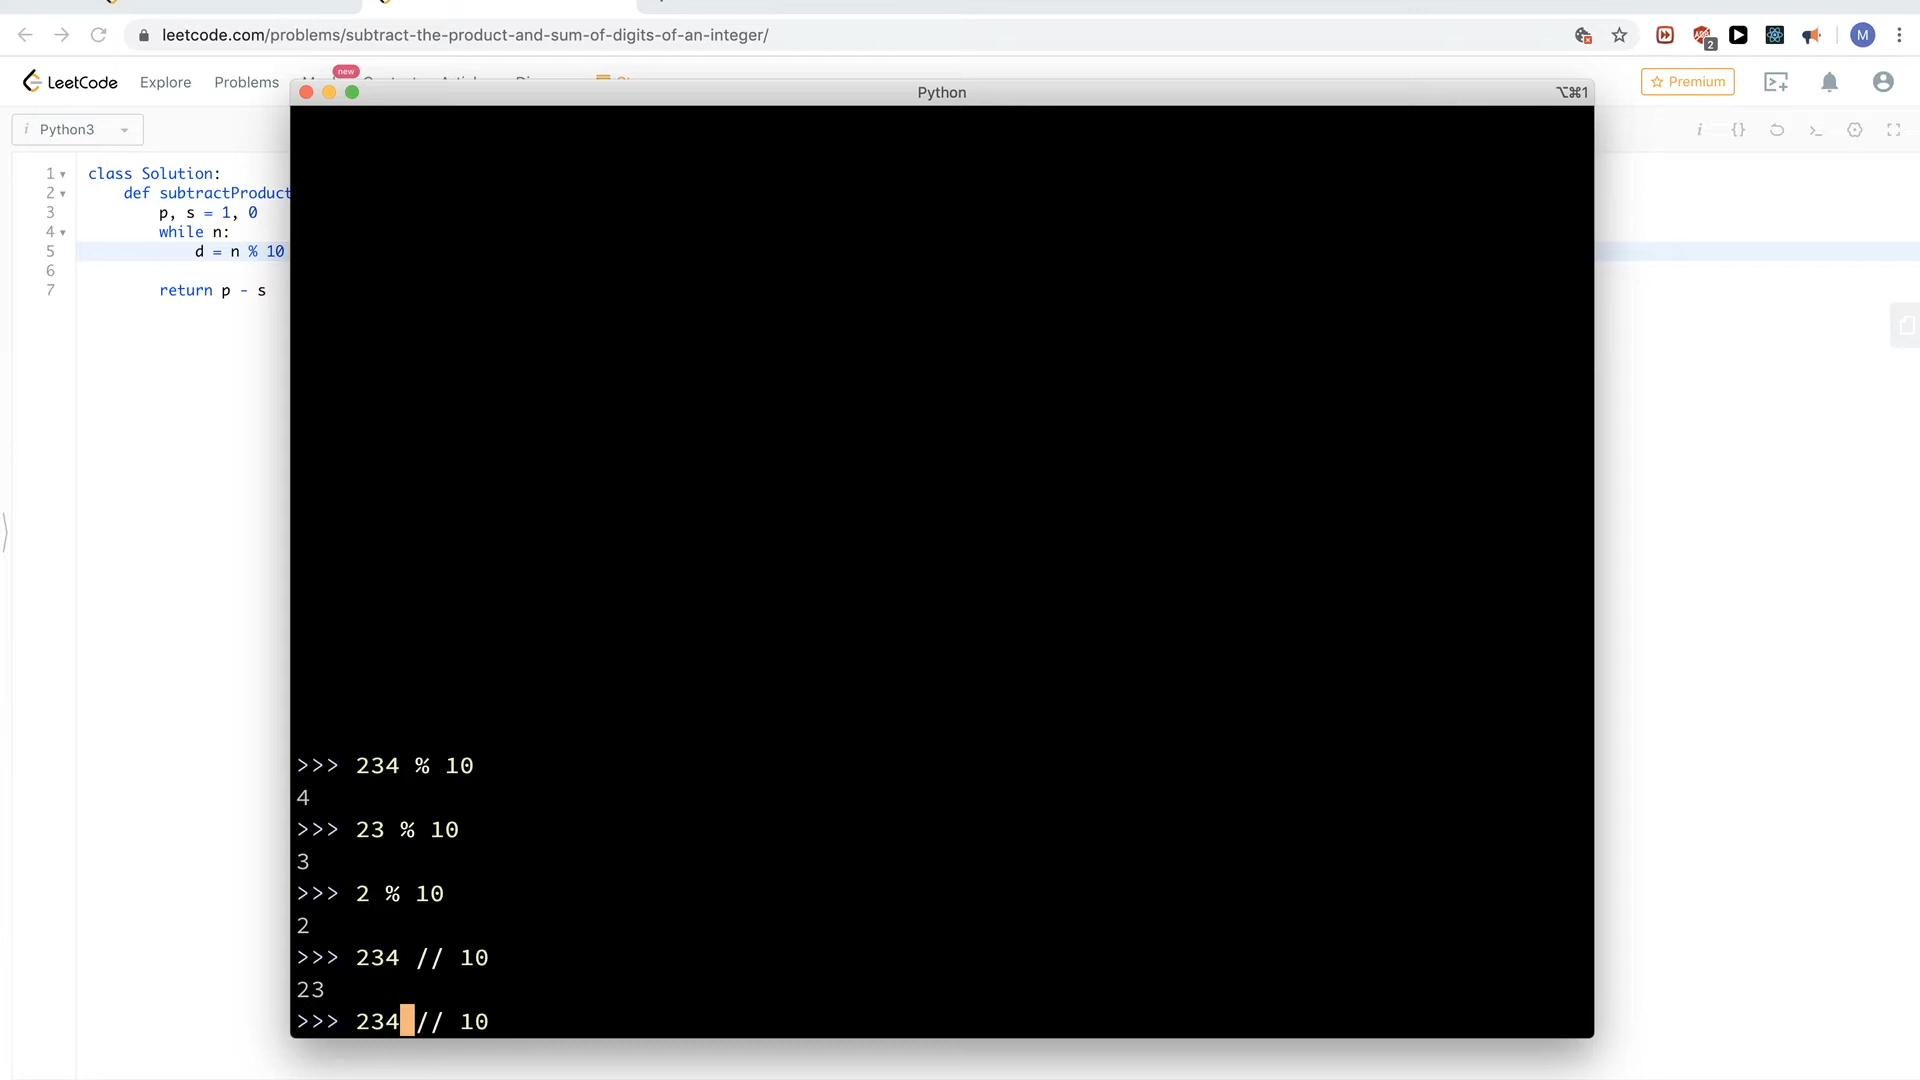 leetcode.com/problems/subtract-the-product-and-sum-of-digits-of-an-integer/
2
M
LeetCode
Explore
Problems
new
Premium
Python
⌥⌘1
i Python3
i {}
1 class Solution:
2 def subtractProduct
3 p, s = 1, 0
4 while n:
5 d = n % 10
6
7 return p - s
>>> 234 % 10
4
>>> 23 % 10
3
>>> 2 % 10
2
>>> 234 // 10
23
>>> 234 // 10